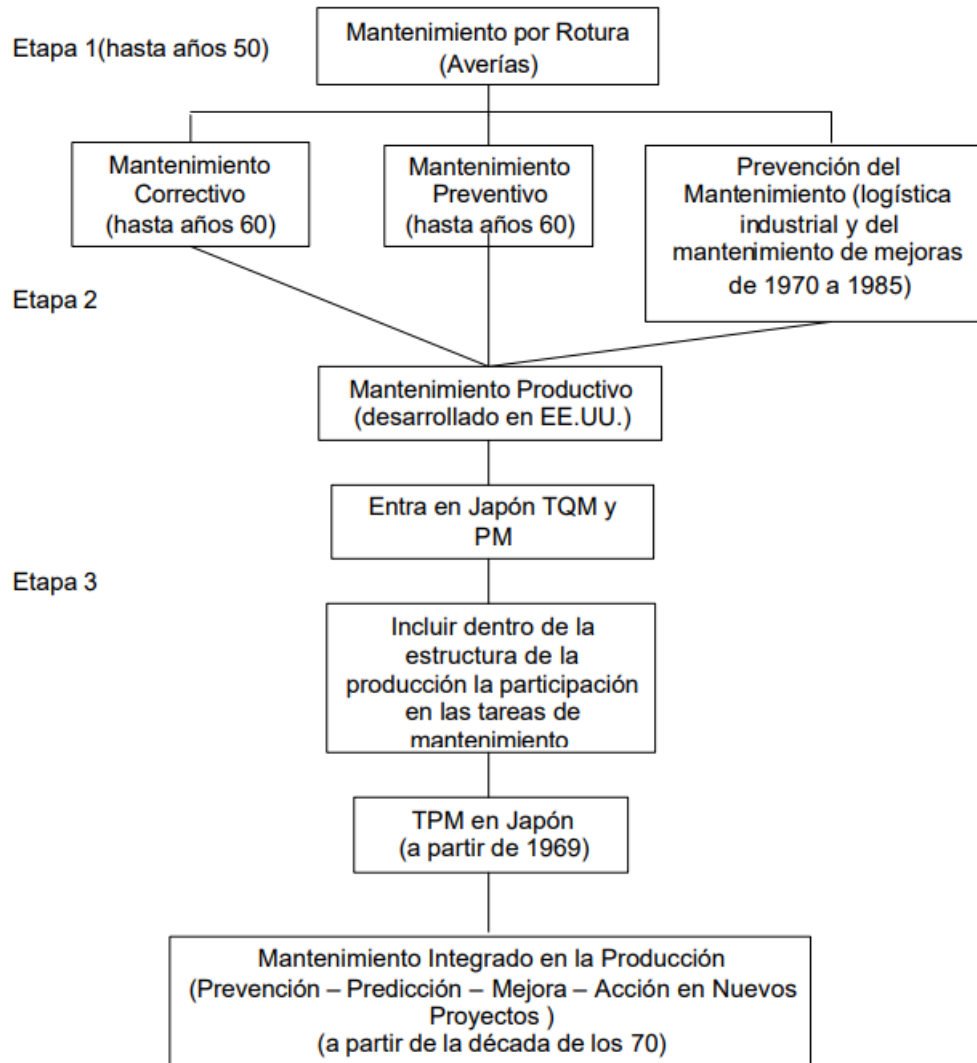 Etapa 1(hasta años 50)
Mantenimiento por Rotura
(Averías)
Mantenimiento
Correctivo
(hasta años 60)
Mantenimiento
Preventivo
(hasta años 60)
Prevención del
Mantenimiento (logística
industrial y del
mantenimiento de mejoras
de 1970 a 1985)
Etapa 2
Mantenimiento Productivo
(desarrollado en EE.UU.)
Entra en Japón TQM y
PM
Etapa 3
Incluir dentro de la
estructura de la
producción la participación
en las tareas de
mantenimiento
TPM en Japón
(a partir de 1969)
Mantenimiento Integrado en la Producción
(Prevención – Predicción – Mejora – Acción en Nuevos
Proyectos )
(a partir de la década de los 70)